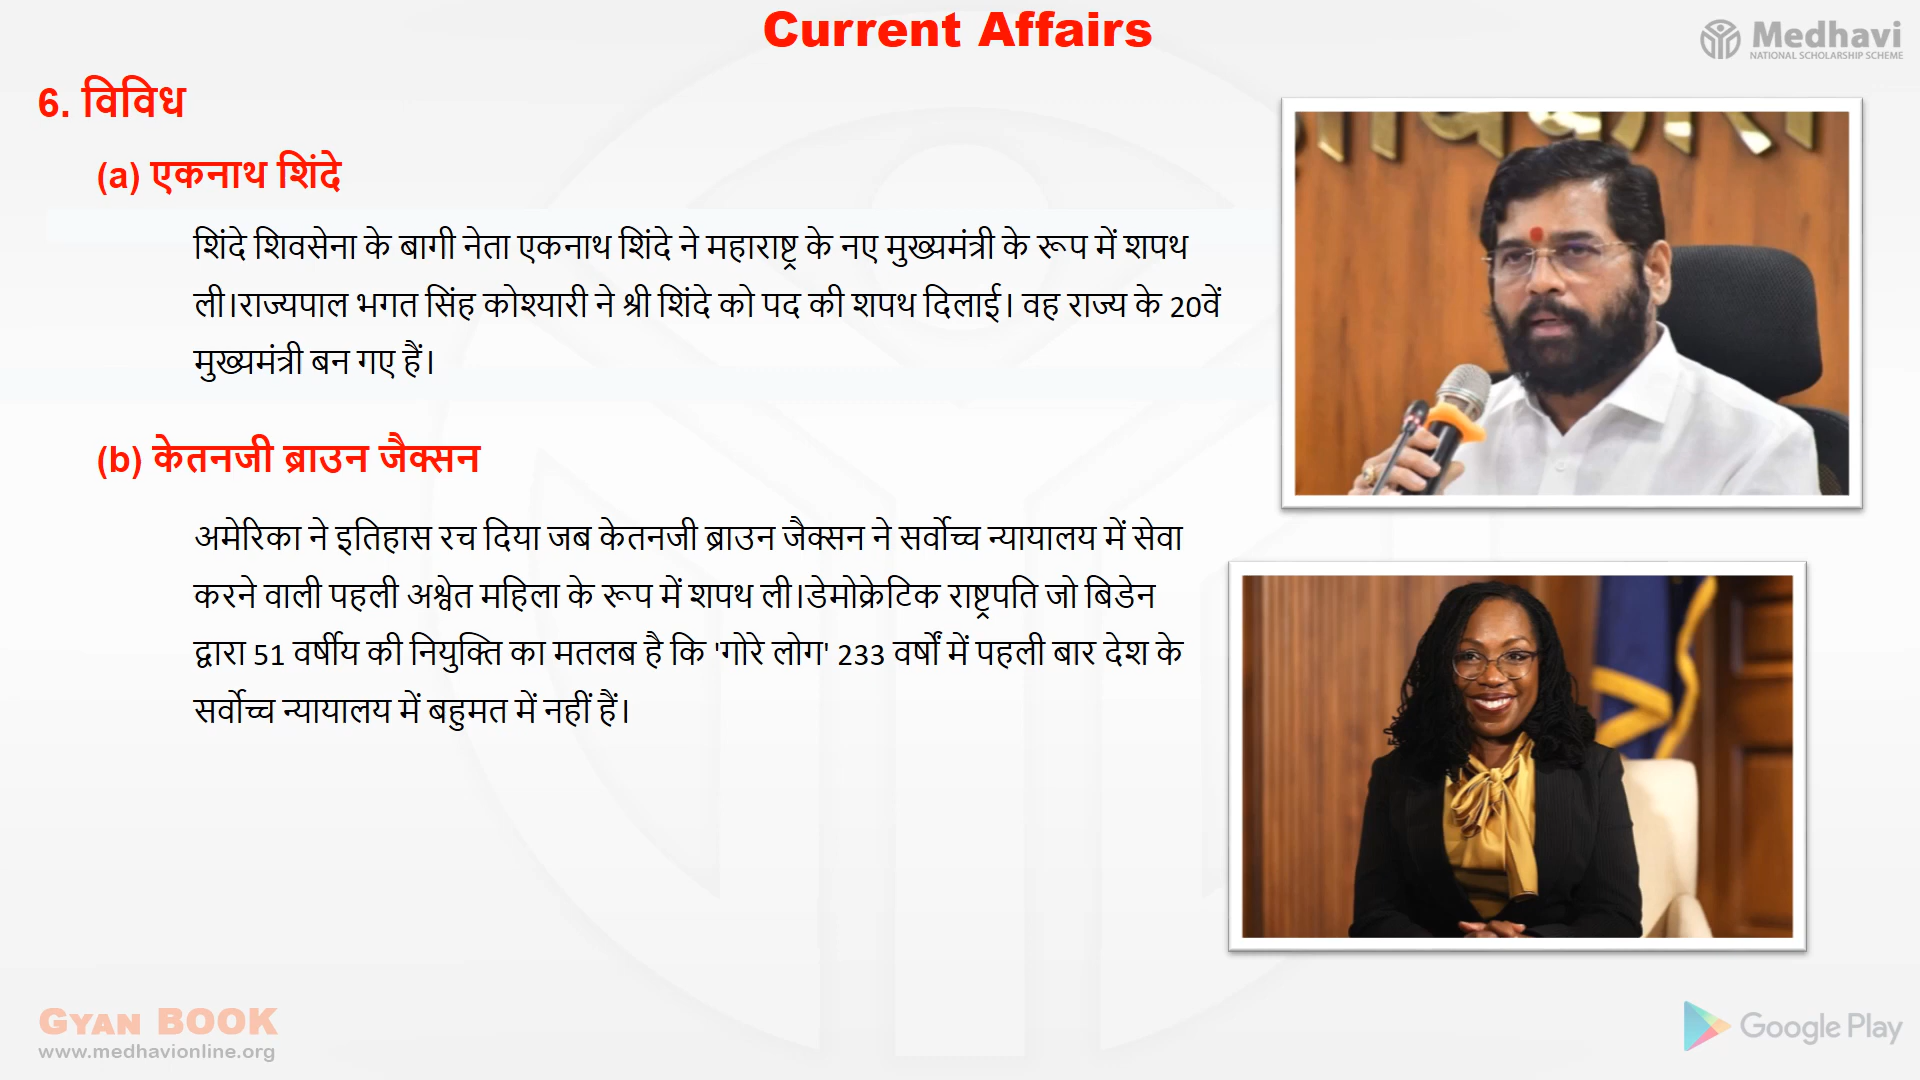 Current Affairs
Medhavi
NATIONAL SCHOLARSHIP SCHEME
6. विविध
(a) एकनाथ शिंदे
शिंदे शिवसेना के बागी नेता एकनाथ शिंदे ने महाराष्ट्र के नए मुख्यमंत्री के रूप में शपथ
ली।राज्यपाल भगत सिंह कोश्यारी ने श्री शिंदे को पद की शपथ दिलाई। वह राज्य के 20वें
मुख्यमंत्री बन गए हैं।
(b) केतनजी ब्राउन जैक्सन
अमेरिका ने इतिहास रच दिया जब केतनजी ब्राउन जैक्सन ने सर्वोच्च न्यायालय में सेवा
करने वाली पहली अश्वेत महिला के रूप में शपथ ली।डेमोक्रेटिक राष्ट्रपति जो बिडेन
द्वारा 51 वर्षीय की नियुक्ति का मतलब है कि 'गोरे लोग' 233 वर्षों में पहली बार देश के
सर्वोच्च न्यायालय में बहुमत में नहीं हैं।
GYAN BOOK
www.medhavionline.org
Google Play